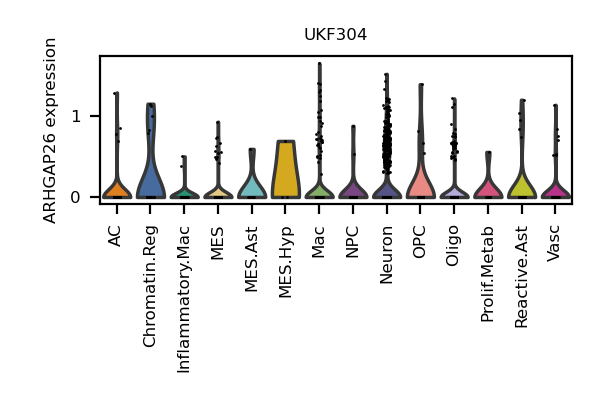 UKF304
ARHGAP26 expression
1
0
AC
Chromatin.Reg
Inflammatory.Mac
MES
MES.Ast
MES.Hyp
Mac
NPC
Neuron
OPC
Oligo
Prolif.Metab
Reactive.Ast
Vasc